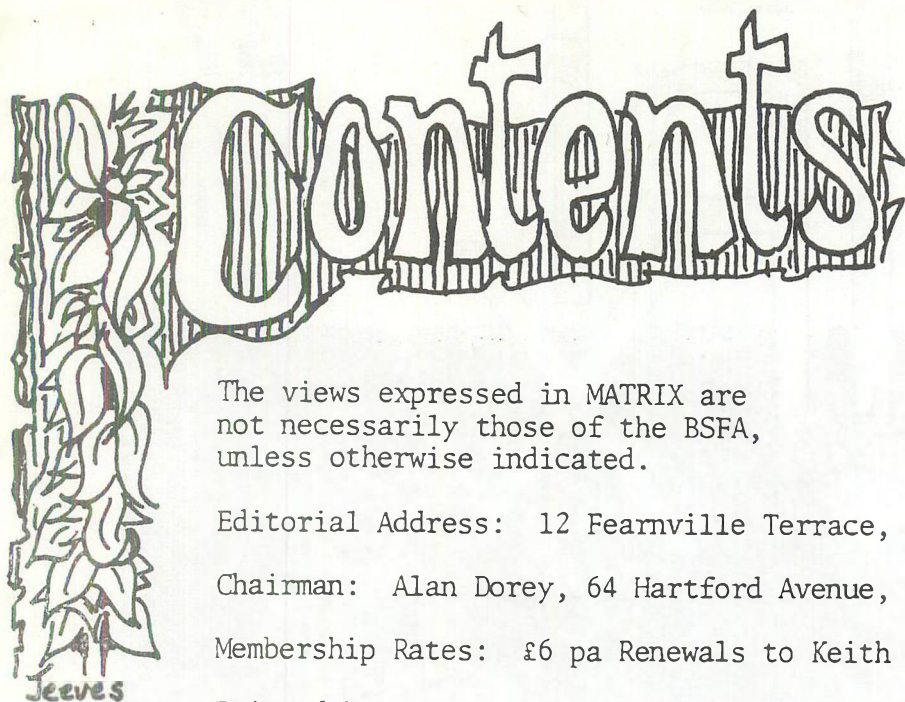 Contents
The views expressed in MATRIX are
not necessarily those of the BSFA,
unless otherwise indicated.
Editorial Address: 12 Fearnville Terrace,
Chairman: Alan Dorey, 64 Hartford Avenue,
Membership Rates: £6 pa Renewals to Keith
Jeeves